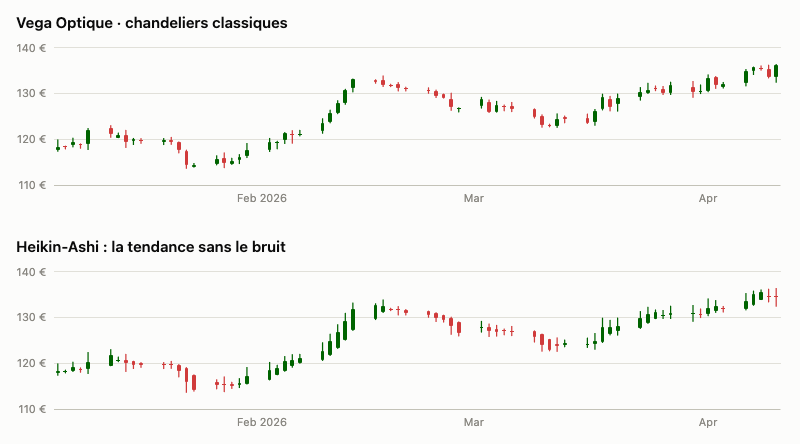 Vega Optique · chandeliers classiques
140 €
130 €
120 €
110 €
Feb 2026
Mar
Apr
Heikin-Ashi : la tendance sans le bruit
140 €
130 €
120 €
110 €
Feb 2026
Mar
Apr